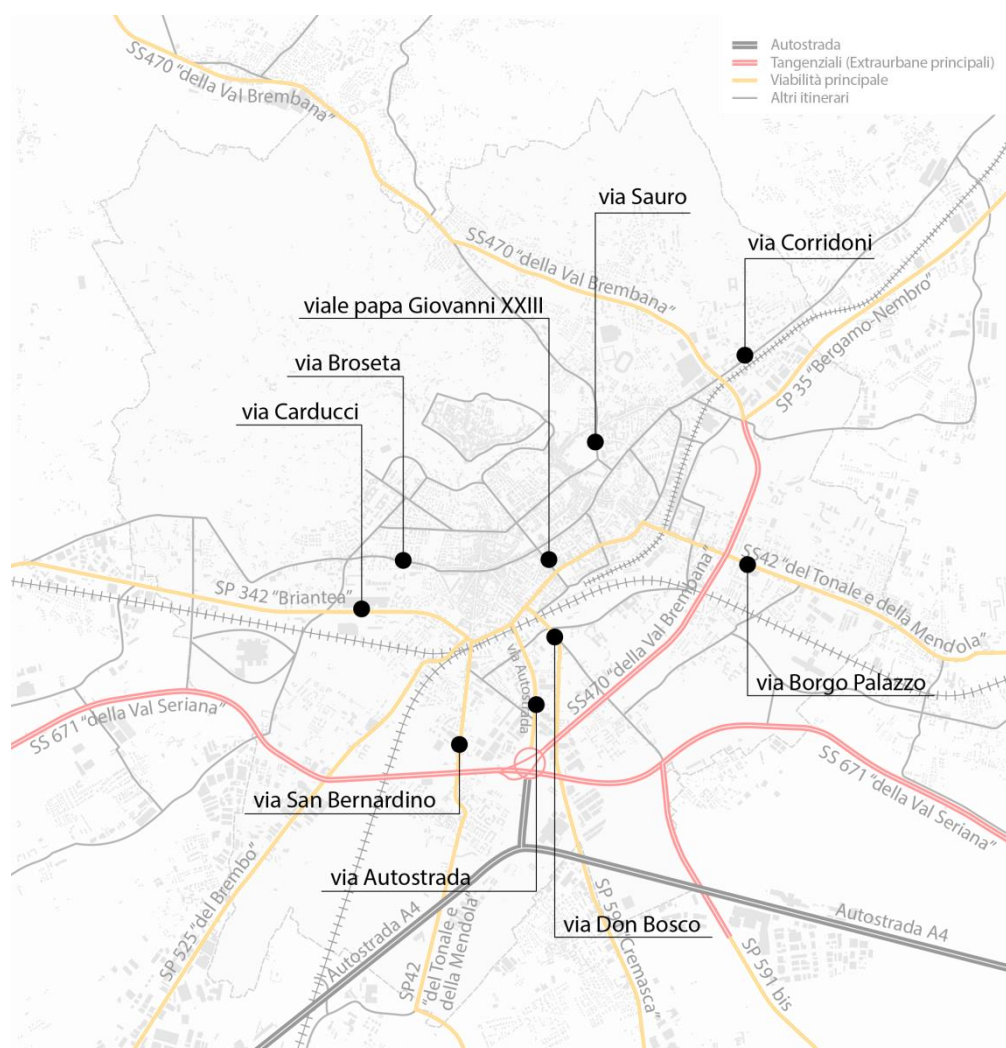 Autostrada
Tangenziali (Extraurbane principali)
Viabilità principale
Altri itinerari
SS470 "della Val Brembana"
via Sauro
via Corridoni
SS470 "della Val Brembana"
viale papa Giovanni XXIII
SP 35 "Bergamo-Nembro"
via Broseta
via Carducci
SP 342 "Briantea"
SS42 "del Tonale e della Mendola"
SS470 "della Val Brembana"
via Autostrada
via Borgo Palazzo
SS 671 "della Val Seriana"
via San Bernardino
SS 671 "della Val Seriana"
via Autostrada
SP 525 "del Brembo"
Autostrada A4
SP42
"del Tonale e
della Mendola"
via Don Bosco
Cremasca"
Autostrada A4
SP 591 bis